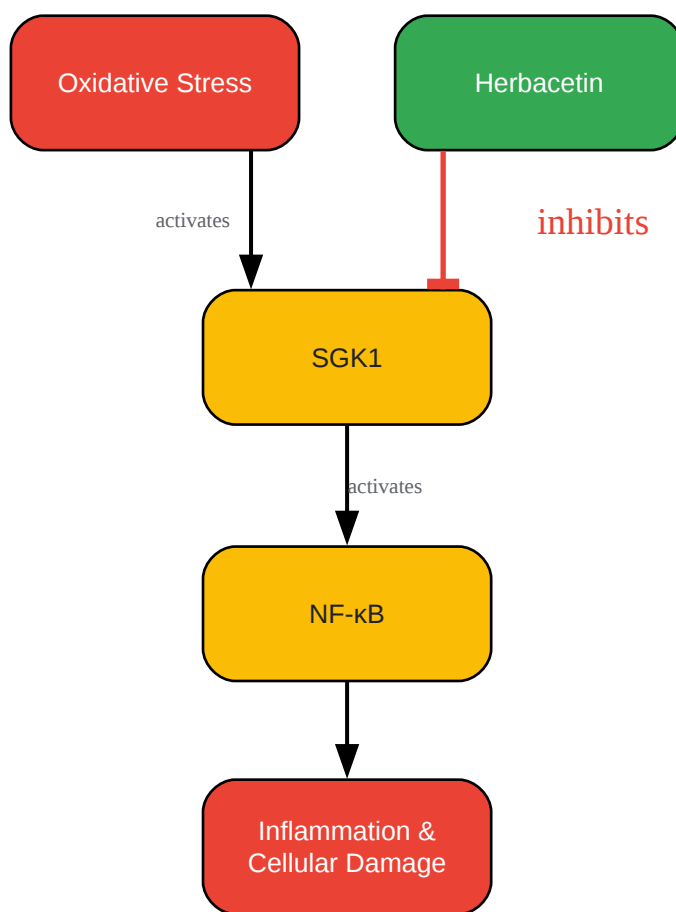 Oxidative Stress
Herbacetin
activates
inhibits
SGK1
activates
NF-κB
Inflammation &
Cellular Damage